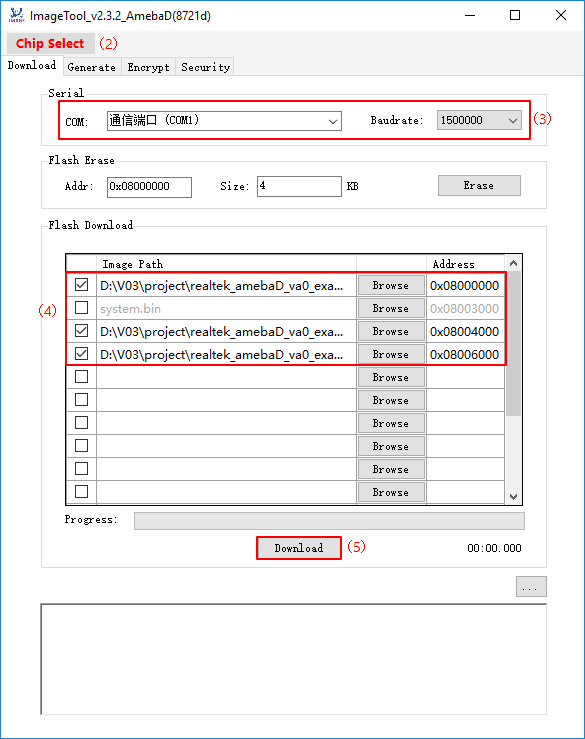 ImageTool_v2.3.2_AmebaD(8721d)
Chip Select (2)
Download Generate Encrypt Security
Serial
COM: 通信端口 (COM1) Baudrate: 1500000 (3)
Flash Erase
Addr: 0x08000000 Size: 4 KB Erase
Flash Download
Image Path Address
D:\V03\project\realtek_amebaD_va0_exa... Browse 0x08000000
(4) system.bin Browse 0x08003000
D:\V03\project\realtek_amebaD_va0_exa... Browse 0x08004000
D:\V03\project\realtek_amebaD_va0_exa... Browse 0x08006000
Browse
Browse
Browse
Browse
Browse
Browse
Progress:
Download (5) 00:00.000
...